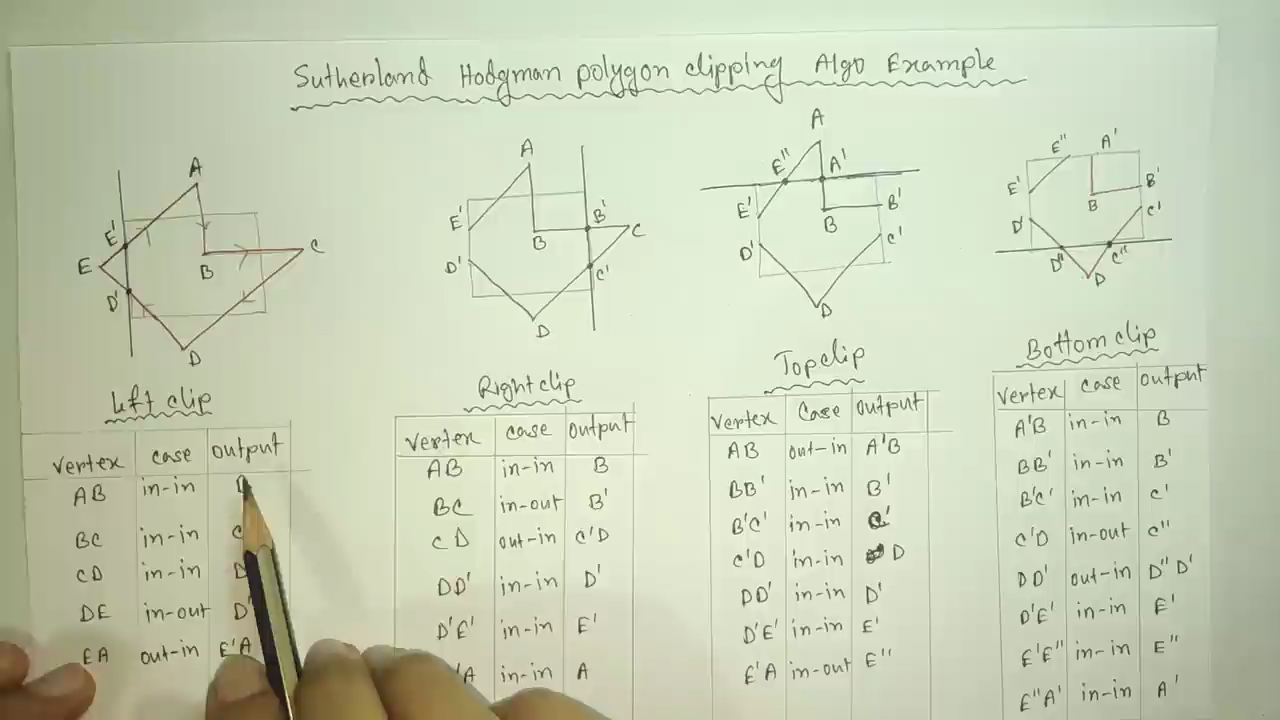 Sutherland Hodgman polygon clipping Algo Example
A
E'
E
B
C
D'
D
A
E'
B'
B
C
D'
C'
D
A
E''
A'
E'
B'
B
D'
C'
D
E''
A'
E'
B'
B
D'
C'
D''
C''
D
Left clip
Vertex case output
AB in-in
BC in-in
CD in-in D
DE in-out D'
EA out-in E'A
Right clip
Vertex case output
AB in-in B
BC in-out B'
CD out-in C'D
DD' in-in D'
D'E' in-in E'
'A in-in A
Top clip
Vertex Case output
AB out-in A'B
BB' in-in B'
B'C' in-in C'
C'D in-in D
DD' in-in D'
D'E' in-in E'
E'A in-out E''
Bottom clip
Vertex case output
A'B in-in B
BB' in-in B'
B'C' in-in C'
C'D in-out C''
DD' out-in D''D'
D'E' in-in E'
E'E'' in-in E''
E''A' in-in A'